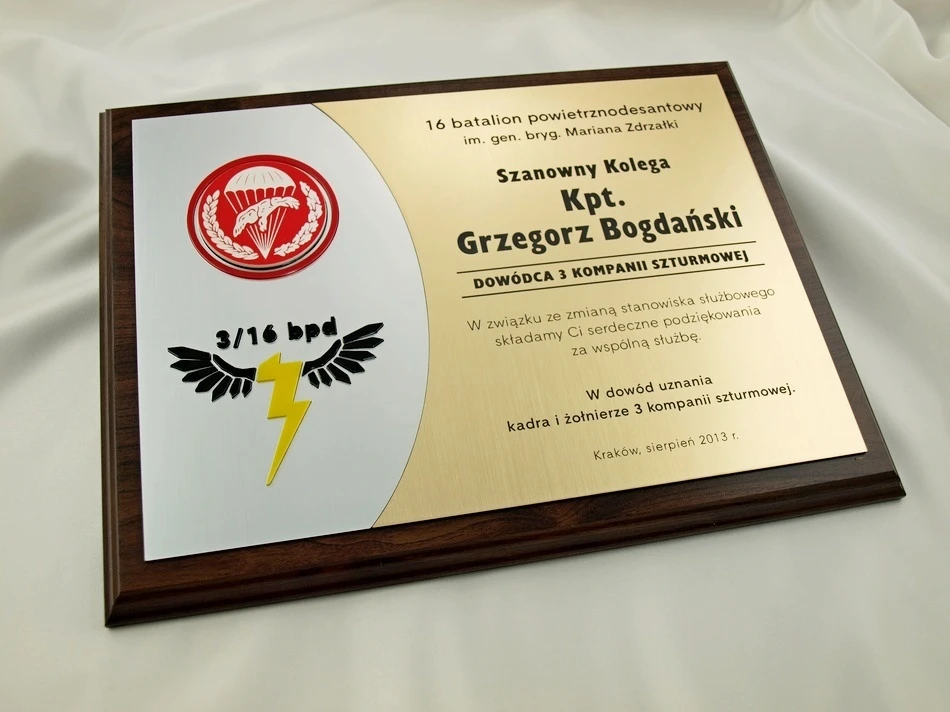 16 batalion powietrznodesantowy
im. gen. bryg. Mariana Zdrzałki
Szanowny Kolega
Kpt.
Grzegorz Bogdański
DOWÓDCA 3 KOMPANII SZTURMOWEJ
W związku ze zmianą stanowiska służbowego
składamy Ci serdeczne podziękowania
za wspólną służbę.
W dowód uznania
kadra i żołnierze 3 kompanii szturmowej.
Kraków, sierpień 2013 r.
3/16 bpd